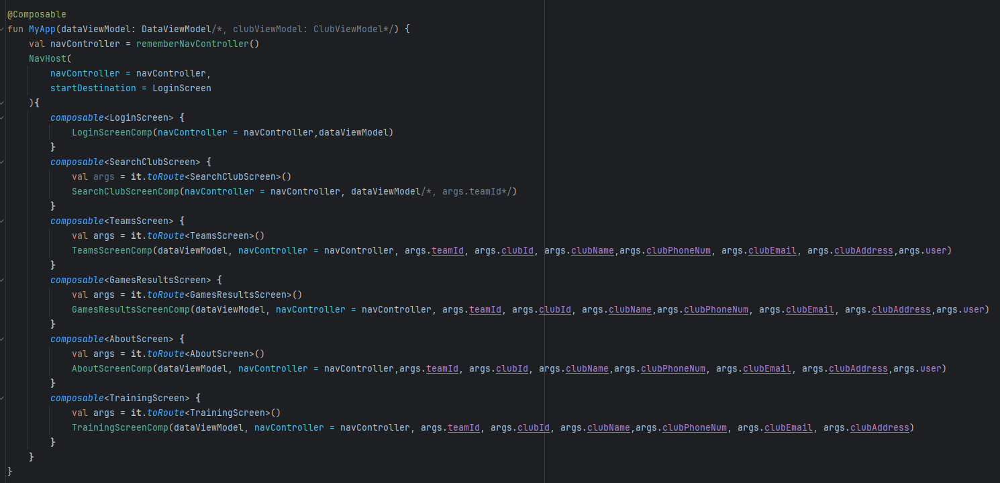 @Composable
fun MyApp(dataViewModel: DataViewModel/*, clubViewModel: ClubViewModel*/) {
    val navController = rememberNavController()
    NavHost(
        navController = navController,
        startDestination = LoginScreen
    ){
        composable<LoginScreen> {
            LoginScreenComp(navController = navController,dataViewModel)
        }
        composable<SearchClubScreen> {
            val args = it.toRoute<SearchClubScreen>()
            SearchClubScreenComp(navController = navController, dataViewModel/*, args.teamId*/)
        }
        composable<TeamsScreen> {
            val args = it.toRoute<TeamsScreen>()
            TeamsScreenComp(dataViewModel, navController = navController, args.teamId, args.clubId, args.clubName,args.clubPhoneNum, args.clubEmail, args.clubAddress,args.user)
        }
        composable<GamesResultsScreen> {
            val args = it.toRoute<GamesResultsScreen>()
            GamesResultsScreenComp(dataViewModel, navController = navController, args.teamId, args.clubId, args.clubName,args.clubPhoneNum, args.clubEmail, args.clubAddress,args.user)
        }
        composable<AboutScreen> {
            val args = it.toRoute<AboutScreen>()
            AboutScreenComp(dataViewModel, navController = navController,args.teamId, args.clubId, args.clubName,args.clubPhoneNum, args.clubEmail, args.clubAddress,args.user)
        }
        composable<TrainingScreen> {
            val args = it.toRoute<TrainingScreen>()
            TrainingScreenComp(dataViewModel, navController = navController, args.teamId, args.clubId, args.clubName,args.clubPhoneNum, args.clubEmail, args.clubAddress)
        }
    }
}